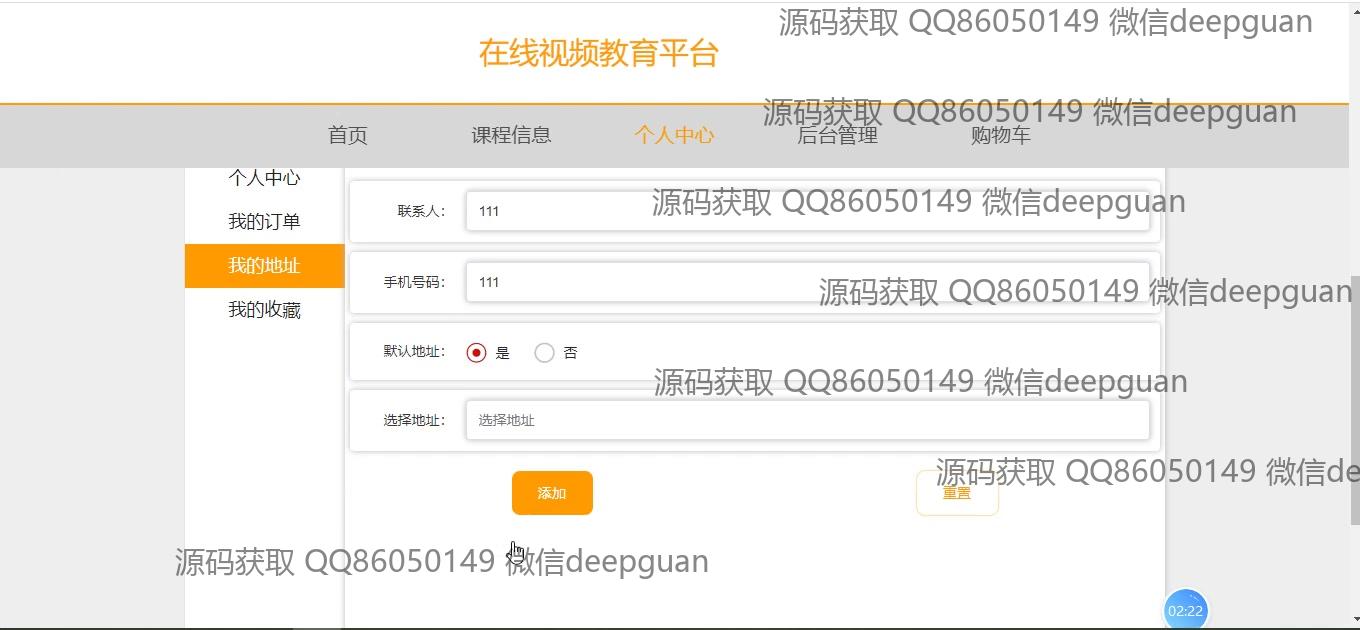 源码获取 QQ86050149 微信deepguan
在线视频教育平台
源码获取 QQ86050149 微信deepguan
首页 课程信息 个人中心 后台管理 购物车
个人中心
源码获取 QQ86050149 微信deepguan
联系人： 111
我的订单
我的地址
手机号码： 111
源码获取 QQ86050149 微信deepguan
我的收藏
默认地址： 是 否
源码获取 QQ86050149 微信deepguan
选择地址： 选择地址
源码获取 QQ86050149 微信de
添加 重置
源码获取 QQ86050149 微信deepguan
02:22